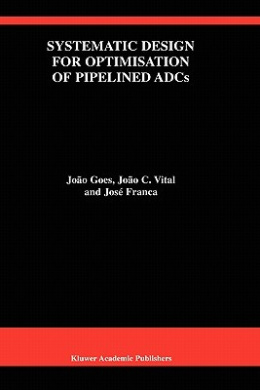 SYSTEMATIC DESIGN
FOR OPTIMISATION
OF PIPELINED ADCs
João Goes, João C. Vital
and José Franca
Kluwer Academic Publishers